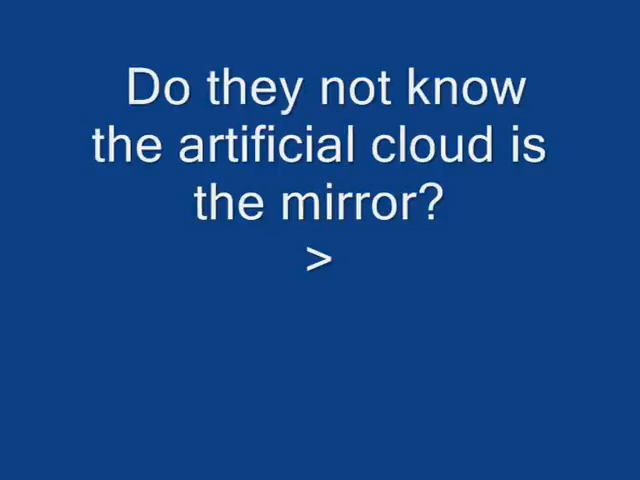 Do they not know
the artificial cloud is
the mirror?
>